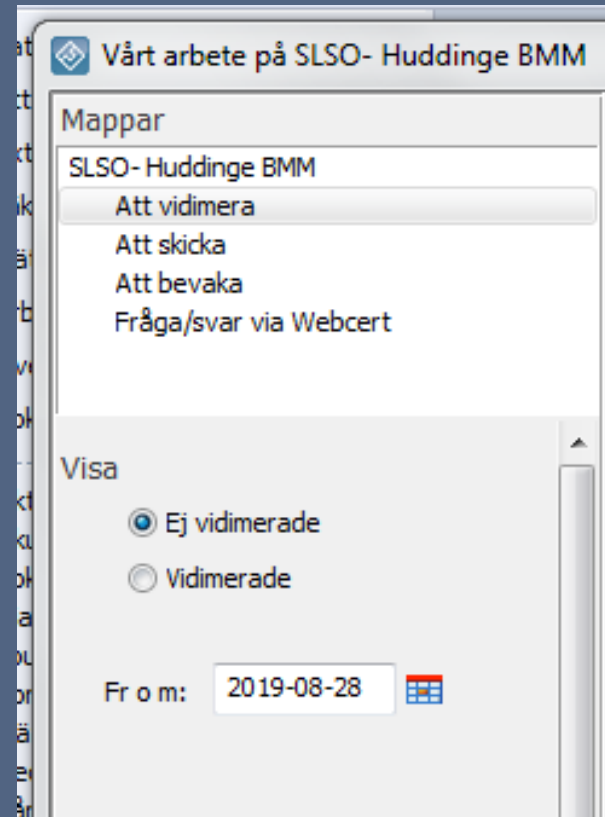 Vårt arbete på SLSO- Huddinge BMM
Mappar
SLSO- Huddinge BMM
Att vidimera
Att skicka
Att bevaka
Fråga/svar via Webcert
Visa
Ej vidimerade
Vidimerade
Fr o m: 2019-08-28